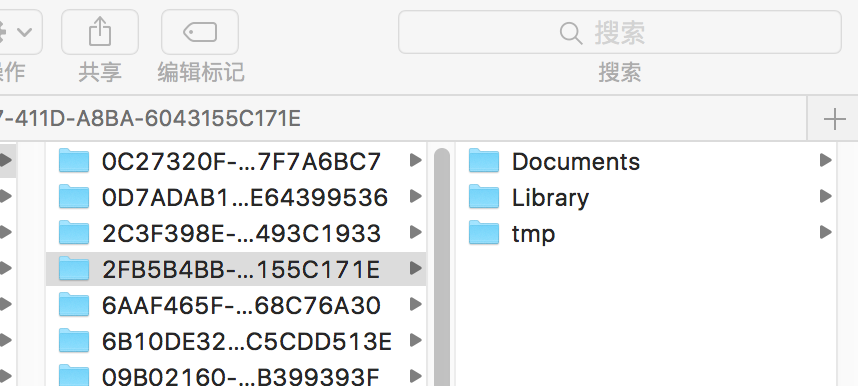 搜索
操作 共享 编辑标记 搜索
7-411D-A8BA-6043155C171E
0C27320F-...7F7A6BC7
0D7ADAB1...E64399536
2C3F398E-...493C1933
2FB5B4BB-...155C171E
6AAF465F-...68C76A30
6B10DE32...C5CDD513E
09B02160-...B399393F
Documents
Library
tmp